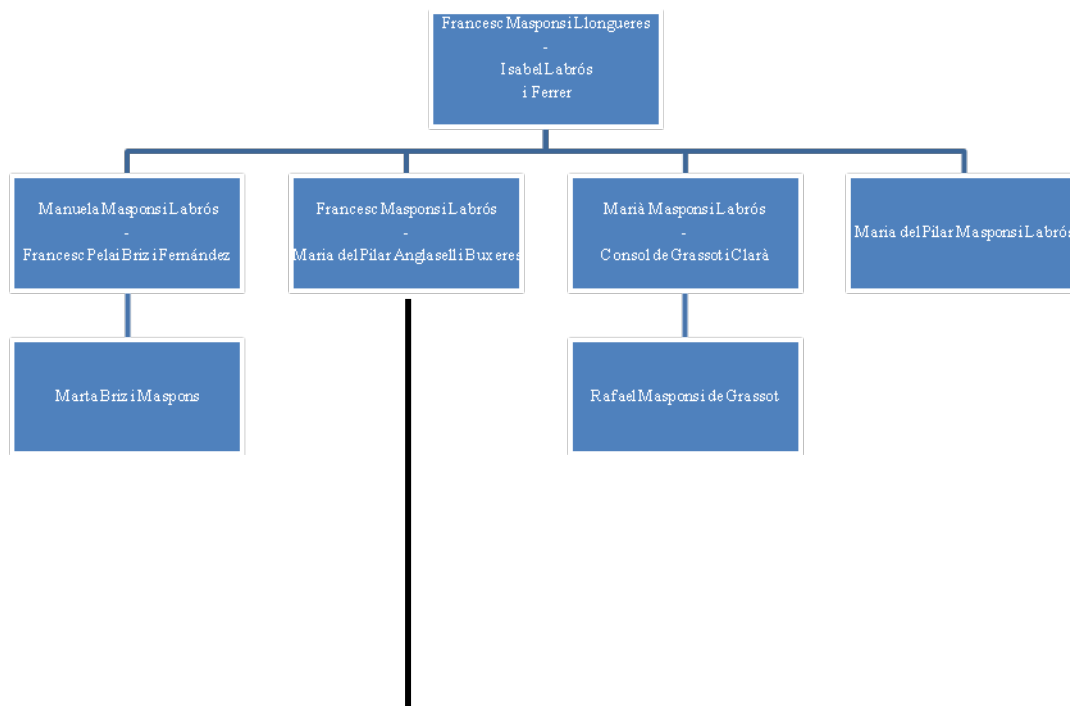 Francesc Maspons i Llongueres
-
Isabel Labrós
i Ferrer
Manuela Maspons i Labrós
-
Francesc Pelai Briz i Fernández
Francesc Maspons i Labrós
-
Maria del Pilar Anglasell i Buxeres
Marià Maspons i Labrós
-
Consol de Grassot i Clarà
Maria del Pilar Maspons i Labrós
Marta Briz i Maspons
Rafael Maspons i de Grassot